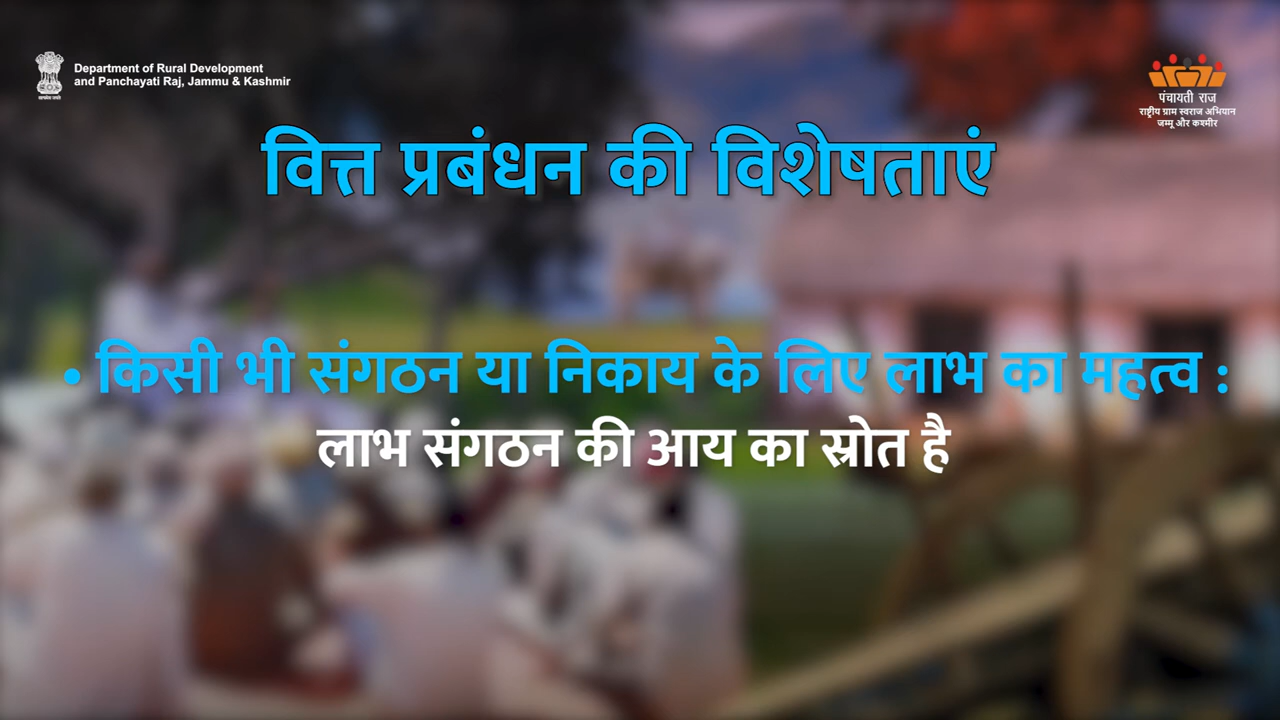 Department of Rural Development
and Panchayati Raj, Jammu & Kashmir
पंचायती राज
राष्ट्रीय ग्राम स्वराज अभियान
जम्मू और कश्मीर
वित्त प्रबंधन की विशेषताएं
• किसी भी संगठन या निकाय के लिए लाभ का महत्व :
लाभ संगठन की आय का स्रोत है